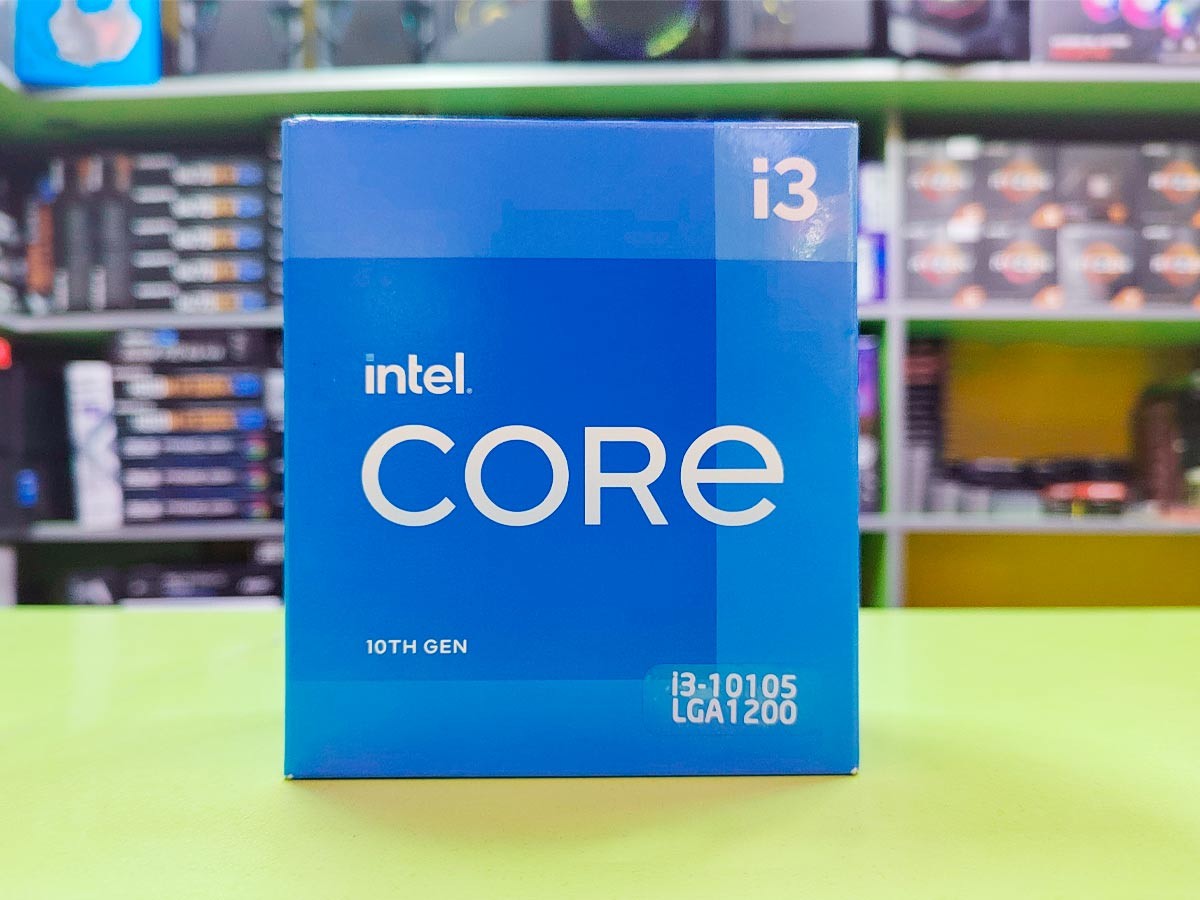 i3
intel.
CORE
10TH GEN
i3-10105
LGA1200